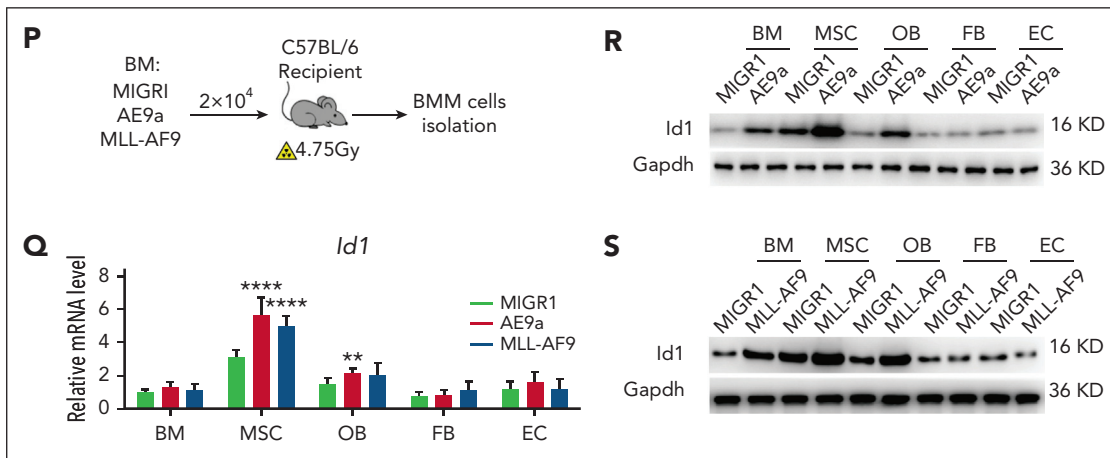 P
BM:
MIGRI
AE9a
MLL-AF9
2×10⁴
C57BL/6
Recipient
4.75Gy
BMM cells
isolation
Q
Id1
Relative mRNA level
8
6
4
2
0
****
****
**
MIGR1
AE9a
MLL-AF9
BM MSC OB FB EC
R
BM MSC OB FB EC
MIGR1 AE9a MIGR1 AE9a MIGR1 AE9a MIGR1 AE9a MIGR1 AE9a
Id1 16 KD
Gapdh 36 KD
S
BM MSC OB FB EC
MIGR1 MLL-AF9 MIGR1 MLL-AF9 MIGR1 MLL-AF9 MIGR1 MLL-AF9 MIGR1 MLL-AF9
Id1 16 KD
Gapdh 36 KD